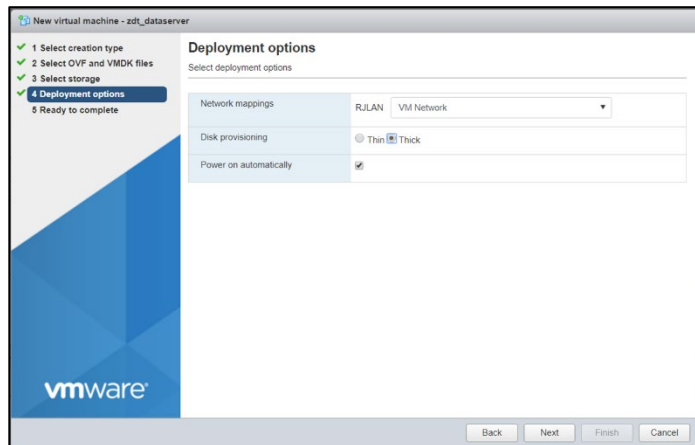 New virtual machine - zdt_dataserver
1 Select creation type
2 Select OVF and VMDK files
3 Select storage
4 Deployment options
5 Ready to complete
Deployment options
Select deployment options
Network mappings
RJLAN VM Network
Disk provisioning
Thin Thick
Power on automatically
vmware®
Back Next Finish Cancel